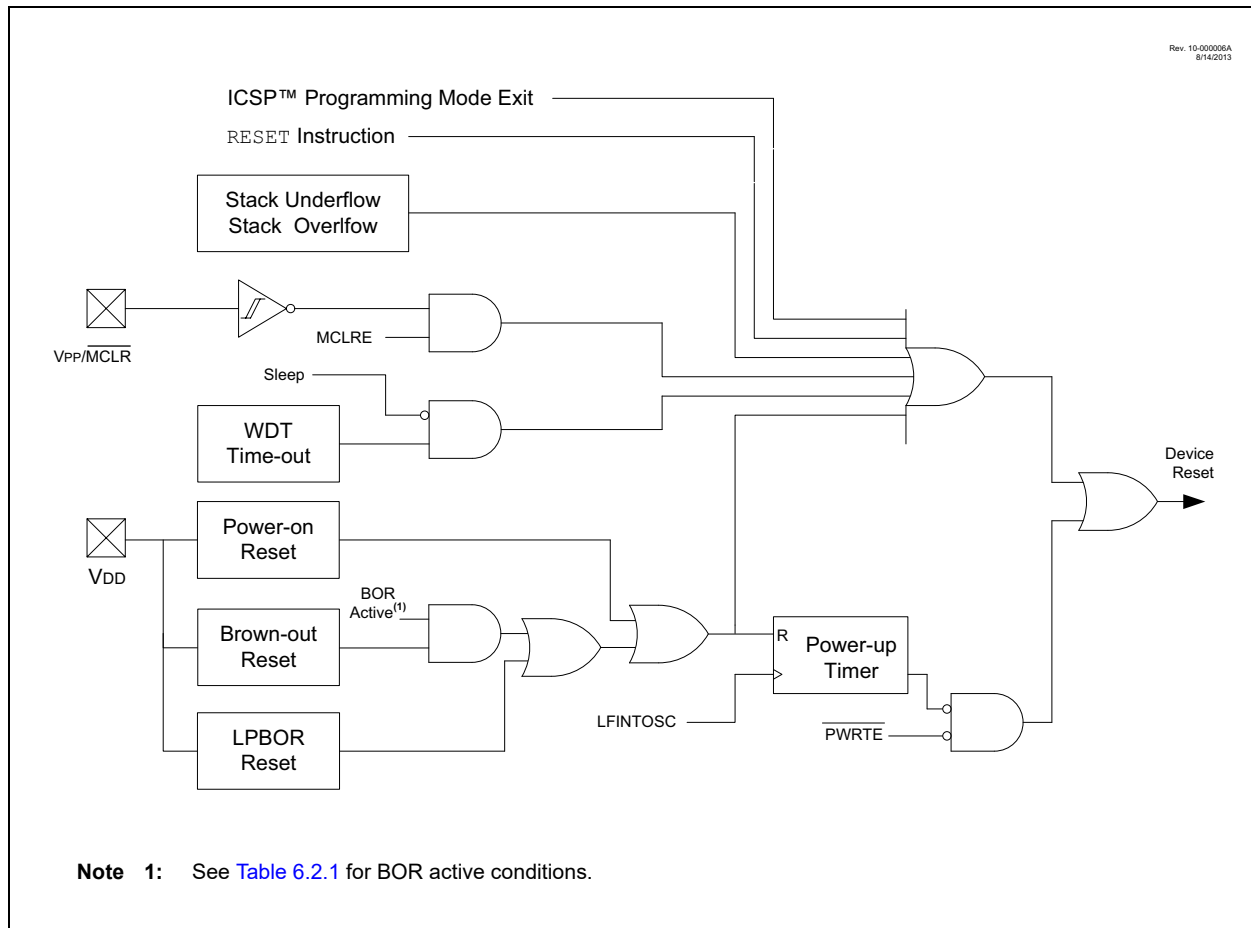 Rev. 10-000006A
8/14/2013
ICSP™ Programming Mode Exit
RESET Instruction
Stack Underflow
Stack Overlfow
VPP/MCLR
MCLRE
Sleep
WDT
Time-out
Device
Reset
VDD
Power-on
Reset
BOR
Active(1)
Brown-out
Reset
R
Power-up
Timer
LFINTOSC
PWRTE
LPBOR
Reset
Note 1: See Table 6.2.1 for BOR active conditions.